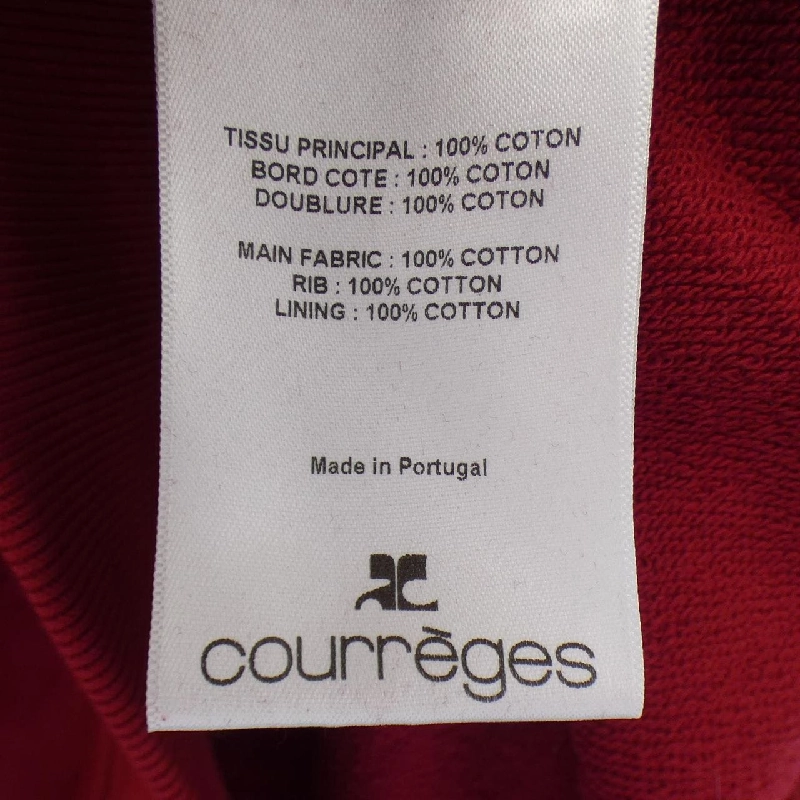 TISSU PRINCIPAL : 100% COTON
BORD COTE : 100% COTON
DOUBLURE : 100% COTON
MAIN FABRIC : 100% COTTON
RIB : 100% COTTON
LINING : 100% COTTON
Made in Portugal
AC
courrèges